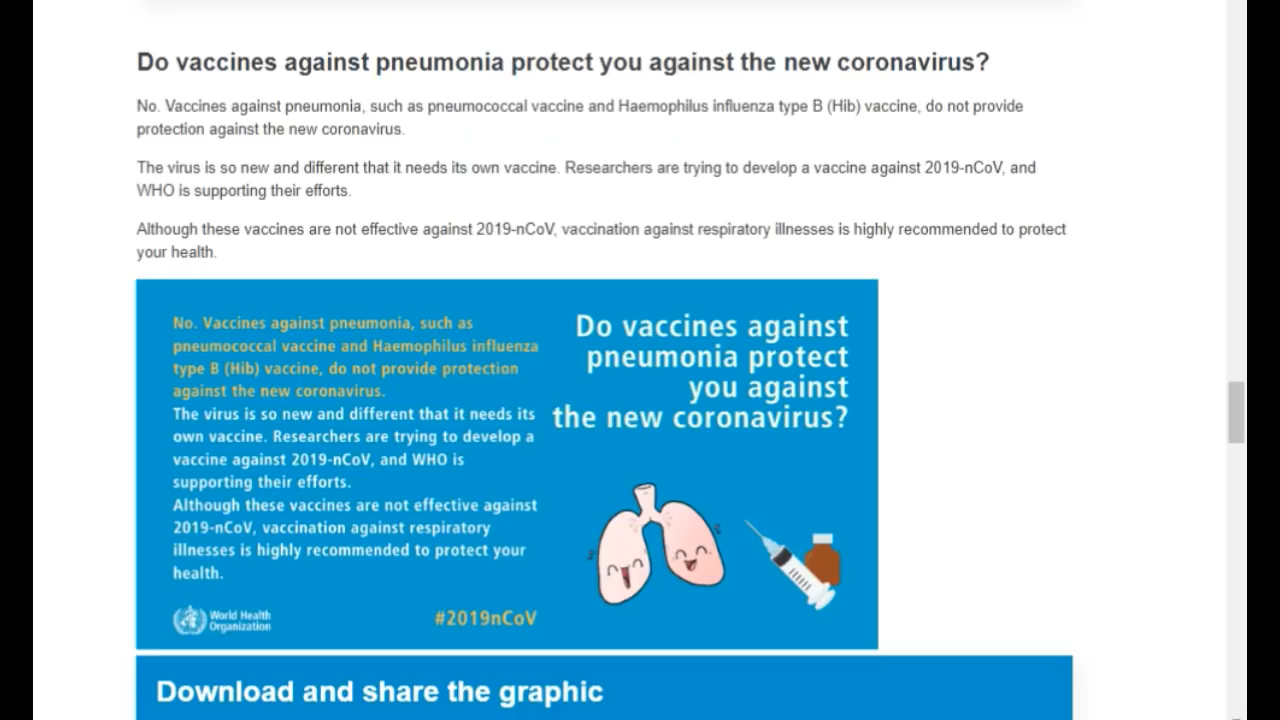 Do vaccines against pneumonia protect you against the new coronavirus?
No. Vaccines against pneumonia, such as pneumococcal vaccine and Haemophilus influenza type B (Hib) vaccine, do not provide
protection against the new coronavirus.
The virus is so new and different that it needs its own vaccine. Researchers are trying to develop a vaccine against 2019-nCoV, and
WHO is supporting their efforts.
Although these vaccines are not effective against 2019-nCoV, vaccination against respiratory illnesses is highly recommended to protect
your health.
No. Vaccines against pneumonia, such as
pneumococcal vaccine and Haemophilus influenza
type B (Hib) vaccine, do not provide protection
against the new coronavirus.
The virus is so new and different that it needs its
own vaccine. Researchers are trying to develop a
vaccine against 2019-nCoV, and WHO is
supporting their efforts.
Although these vaccines are not effective against
2019-nCoV, vaccination against respiratory
illnesses is highly recommended to protect your
health.
World Health
Organization
#2019nCoV
Do vaccines against
pneumonia protect
you against
the new coronavirus?
Download and share the graphic